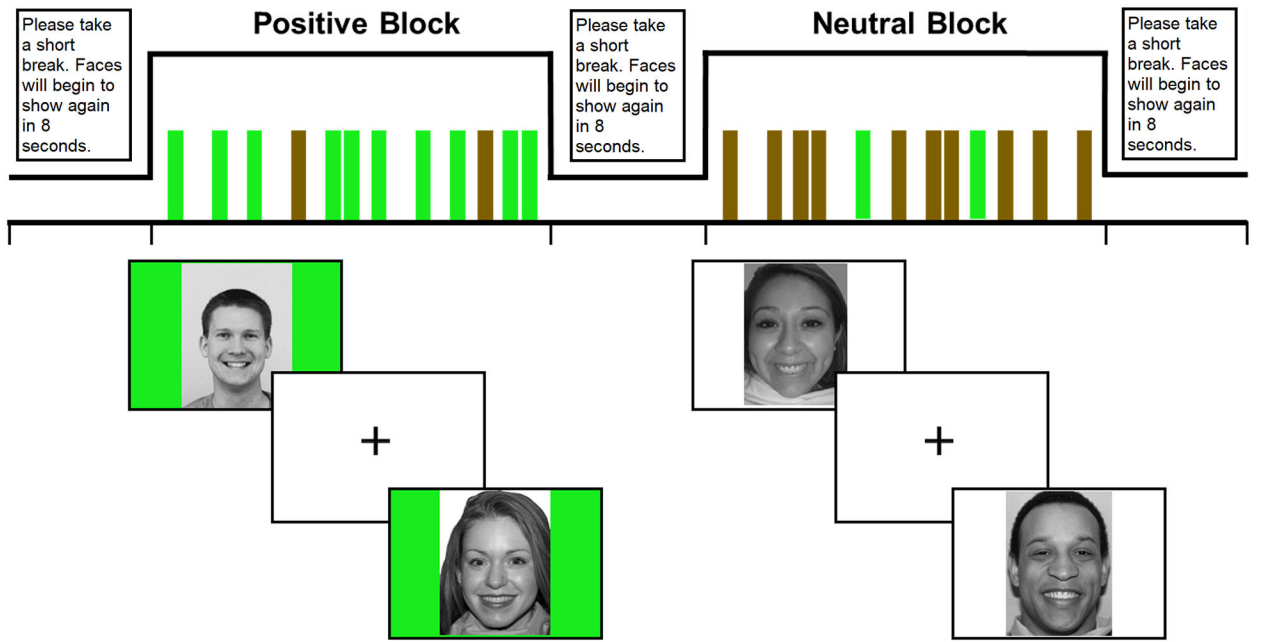 Please take
a short
break. Faces
will begin to
show again
in 8
seconds.
Positive Block
Please take
a short
break. Faces
will begin to
show again
in 8
seconds.
Neutral Block
Please take
a short
break. Faces
will begin to
show again
in 8
seconds.